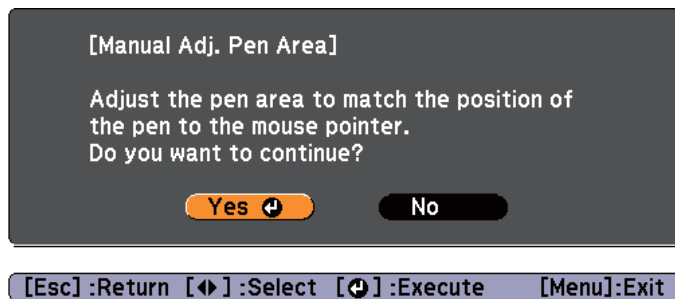 [Manual Adj. Pen Area]
Adjust the pen area to match the position of
the pen to the mouse pointer.
Do you want to continue?
Yes No
[Esc] :Return [◆] :Select [↵] :Execute [Menu]:Exit